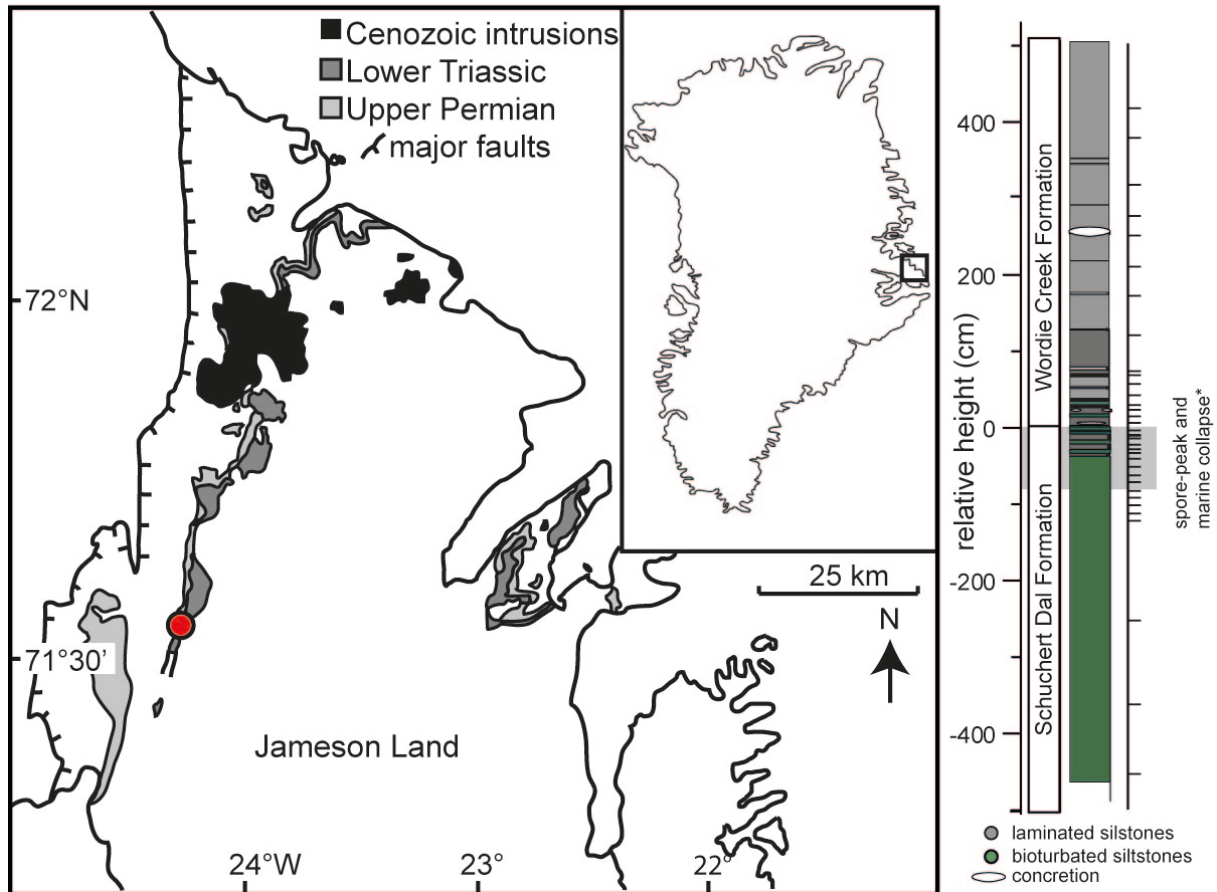 Cenozoic intrusions
Lower Triassic
Upper Permian
major faults
72°N
71°30’
Jameson Land
24°W
23°
22°
25 km
N
relative height (cm)
400
200
0
-200
-400
Wordie Creek Formation
Schuchert Dal Formation
spore-peak and
marine collapse*
laminated silstones
bioturbated siltstones
concretion